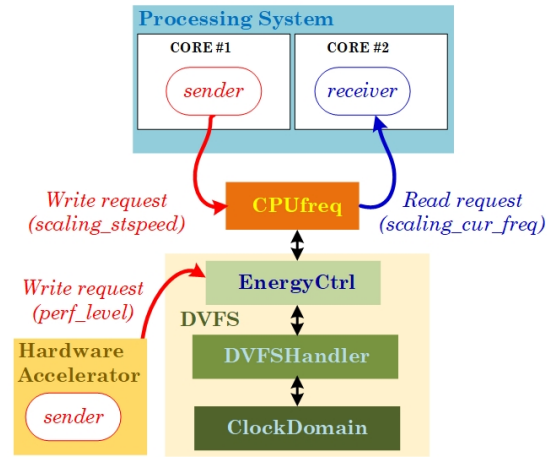 Processing System
CORE #1
CORE #2
sender
receiver
Write request
(scaling_stspeed)
CPUfreq
Read request
(scaling_cur_freq)
Write request
(perf_level)
EnergyCtrl
DVFS
DVFSHandler
ClockDomain
Hardware
Accelerator
sender